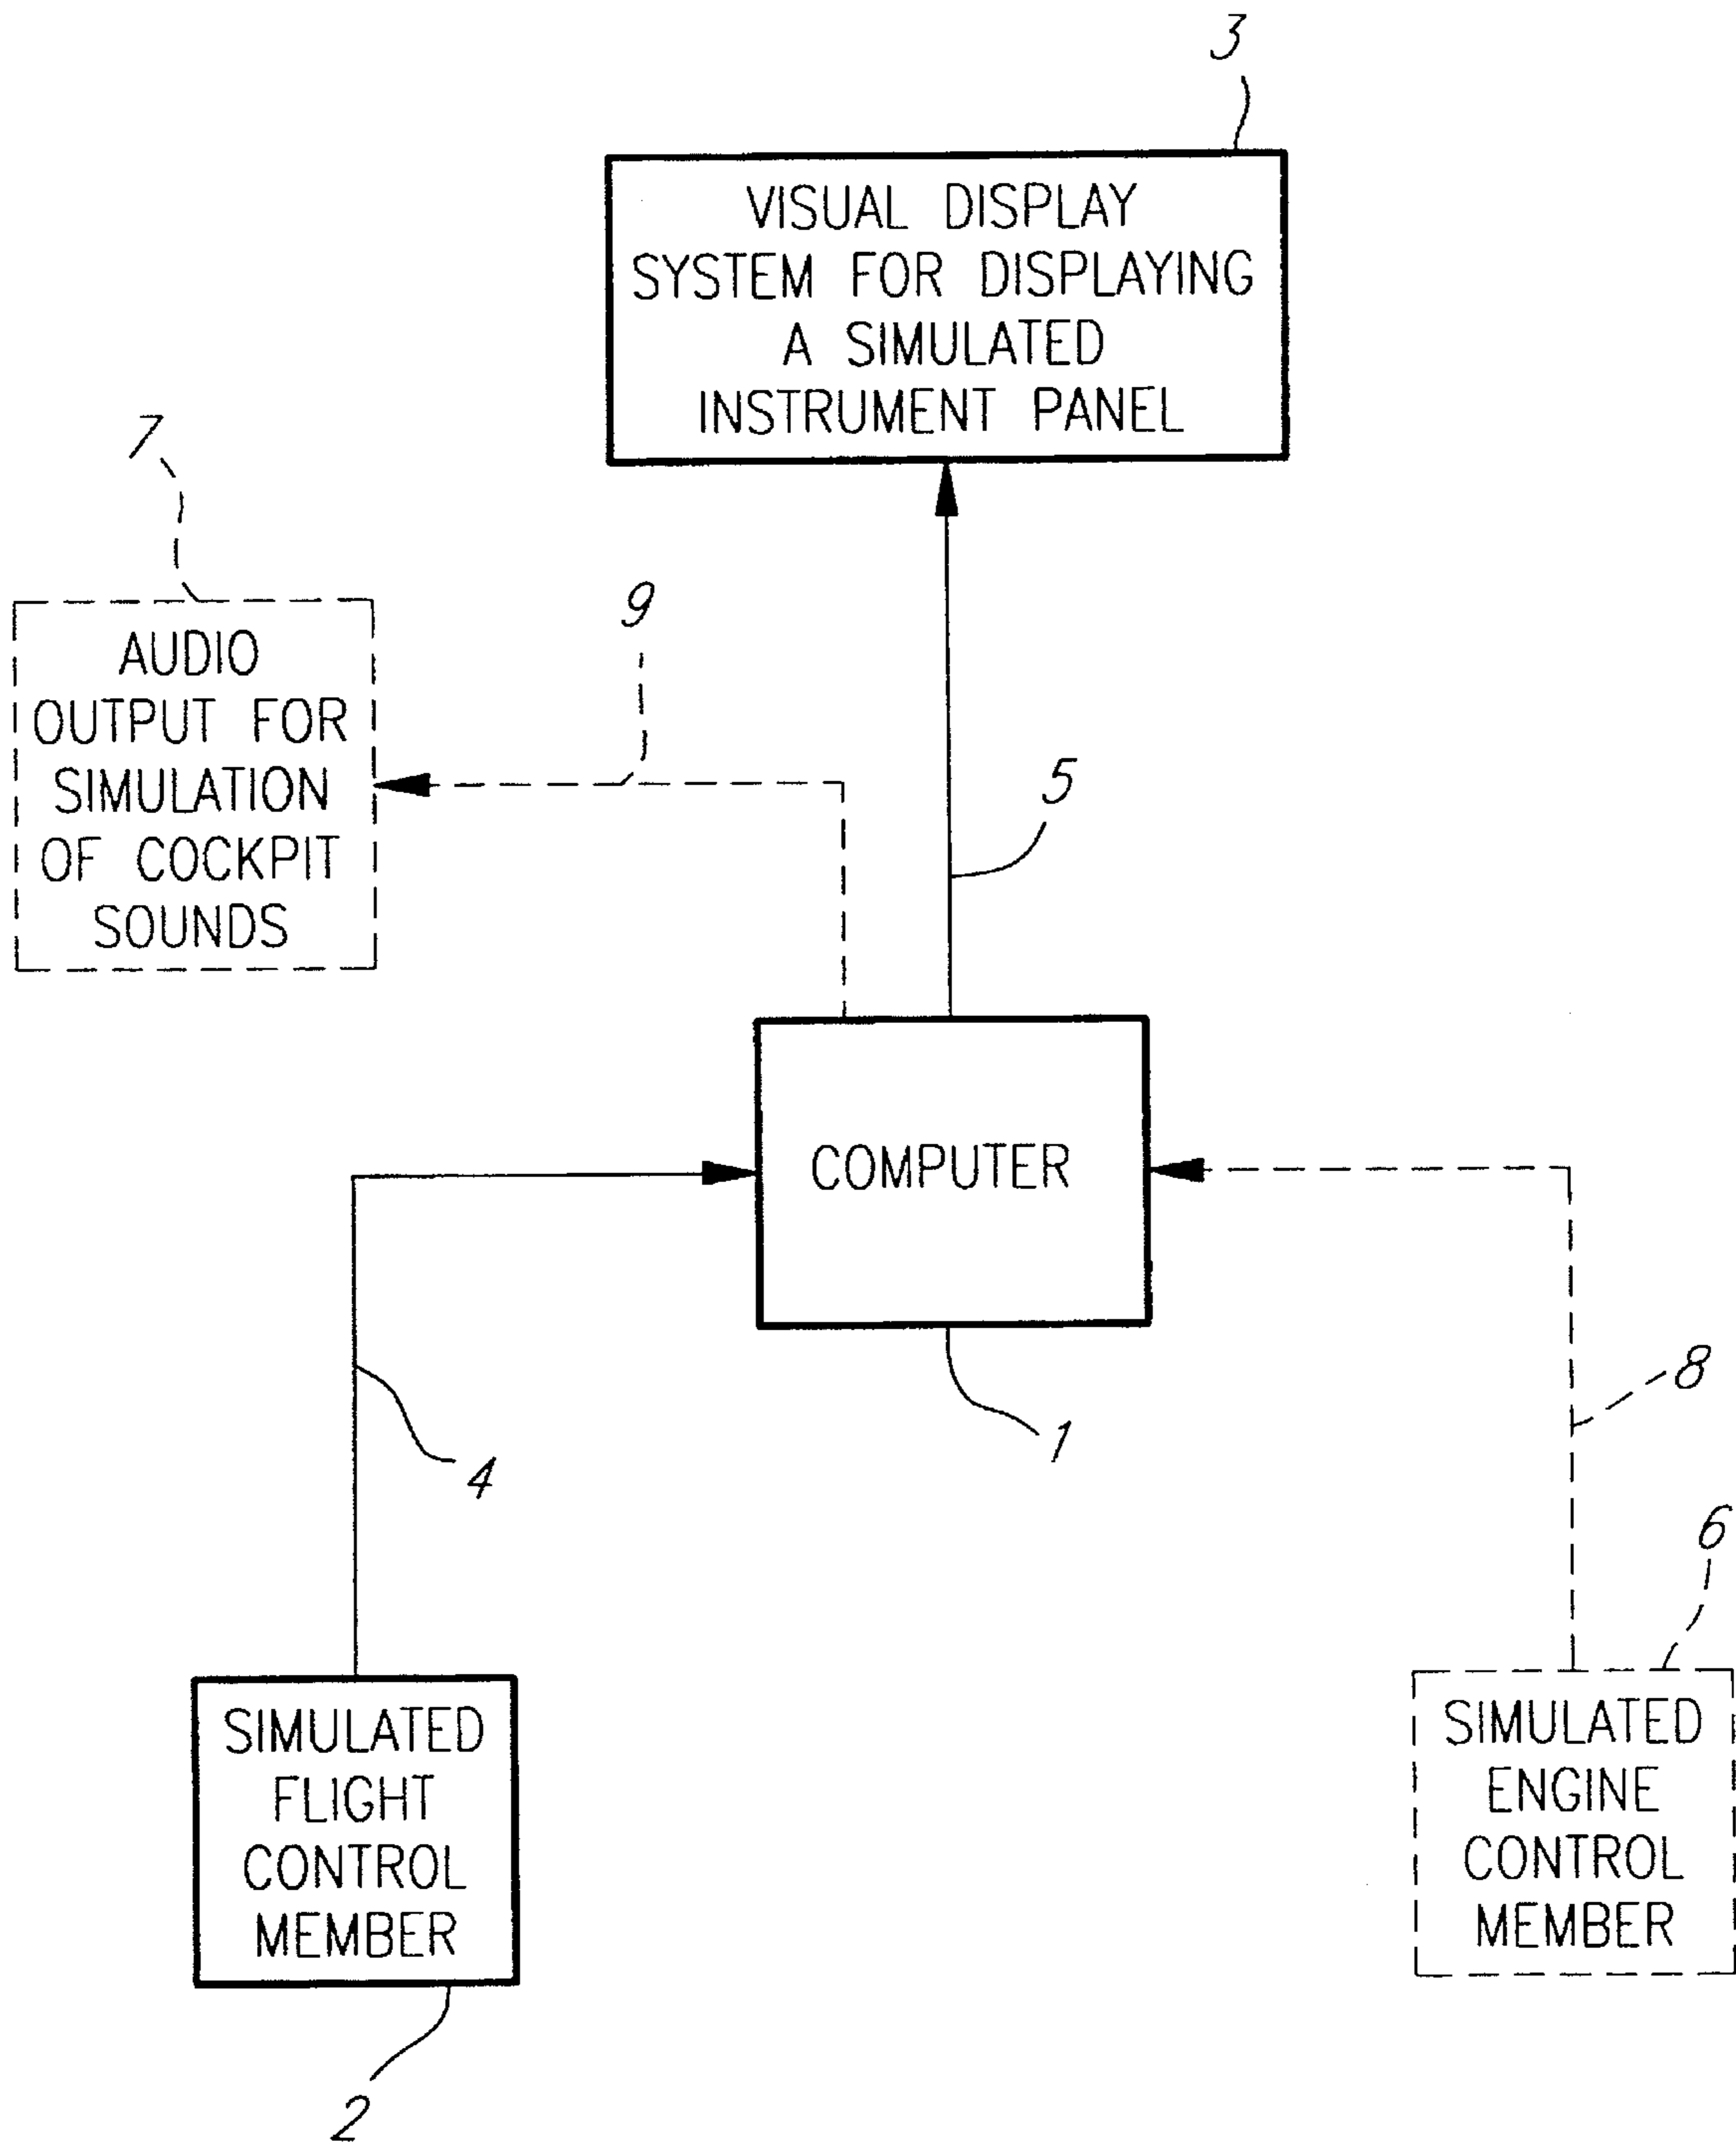 3
VISUAL DISPLAY
SYSTEM FOR DISPLAYING
A SIMULATED
INSTRUMENT PANEL
7
9
AUDIO
OUTPUT FOR
SIMULATION
OF COCKPIT
SOUNDS
5
COMPUTER
8
1
4
6
SIMULATED
FLIGHT
CONTROL
MEMBER
SIMULATED
ENGINE
CONTROL
MEMBER
2